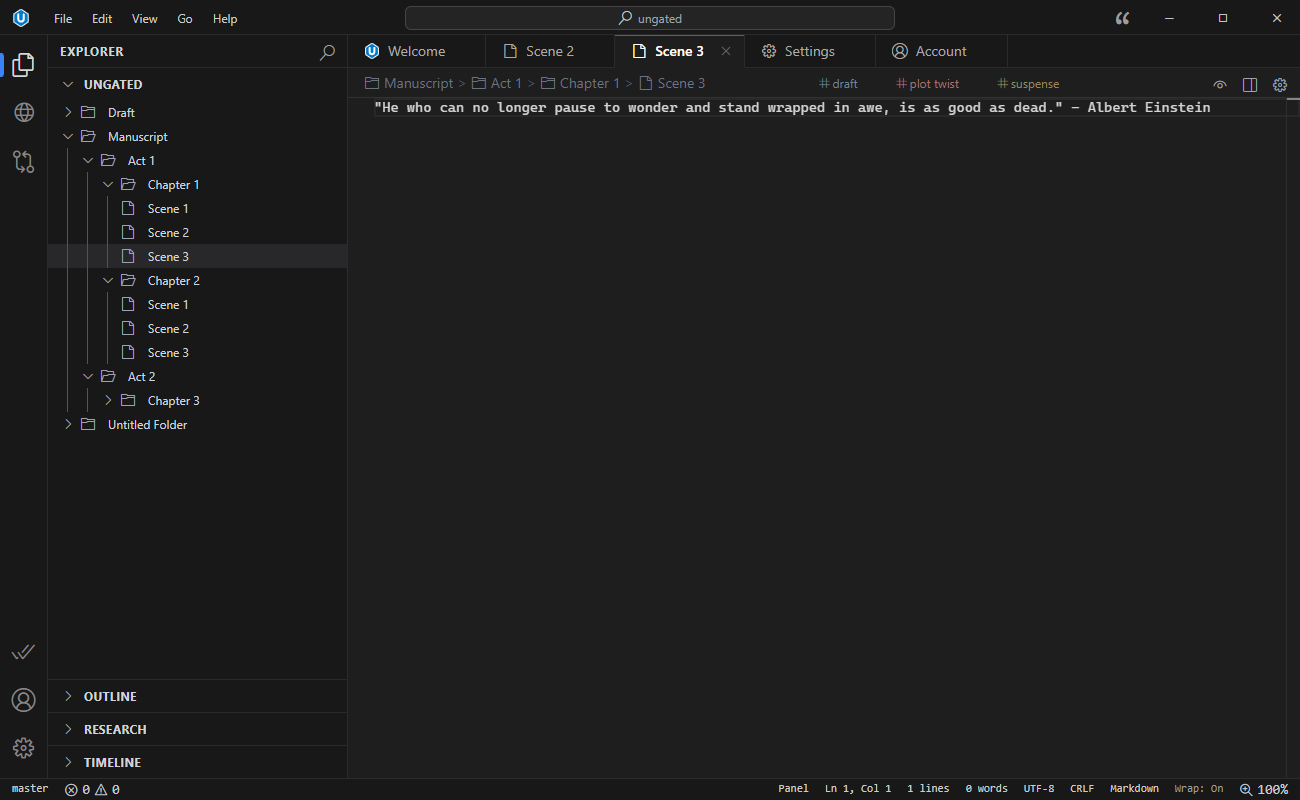 File Edit View Go Help
ungated
EXPLORER
Welcome
Scene 2
Scene 3
Settings
Account
UNGATED
Manuscript > Act 1 > Chapter 1 > Scene 3
#draft
#plot twist
#suspense
"He who can no longer pause to wonder and stand wrapped in awe, is as good as dead." — Albert Einstein
Draft
Manuscript
Act 1
Chapter 1
Scene 1
Scene 2
Scene 3
Chapter 2
Scene 1
Scene 2
Scene 3
Act 2
Chapter 3
Untitled Folder
OUTLINE
RESEARCH
TIMELINE
master 0 0
Panel Ln 1, Col 1 1 lines 0 words UTF-8 CRLF Markdown Wrap: On 100%